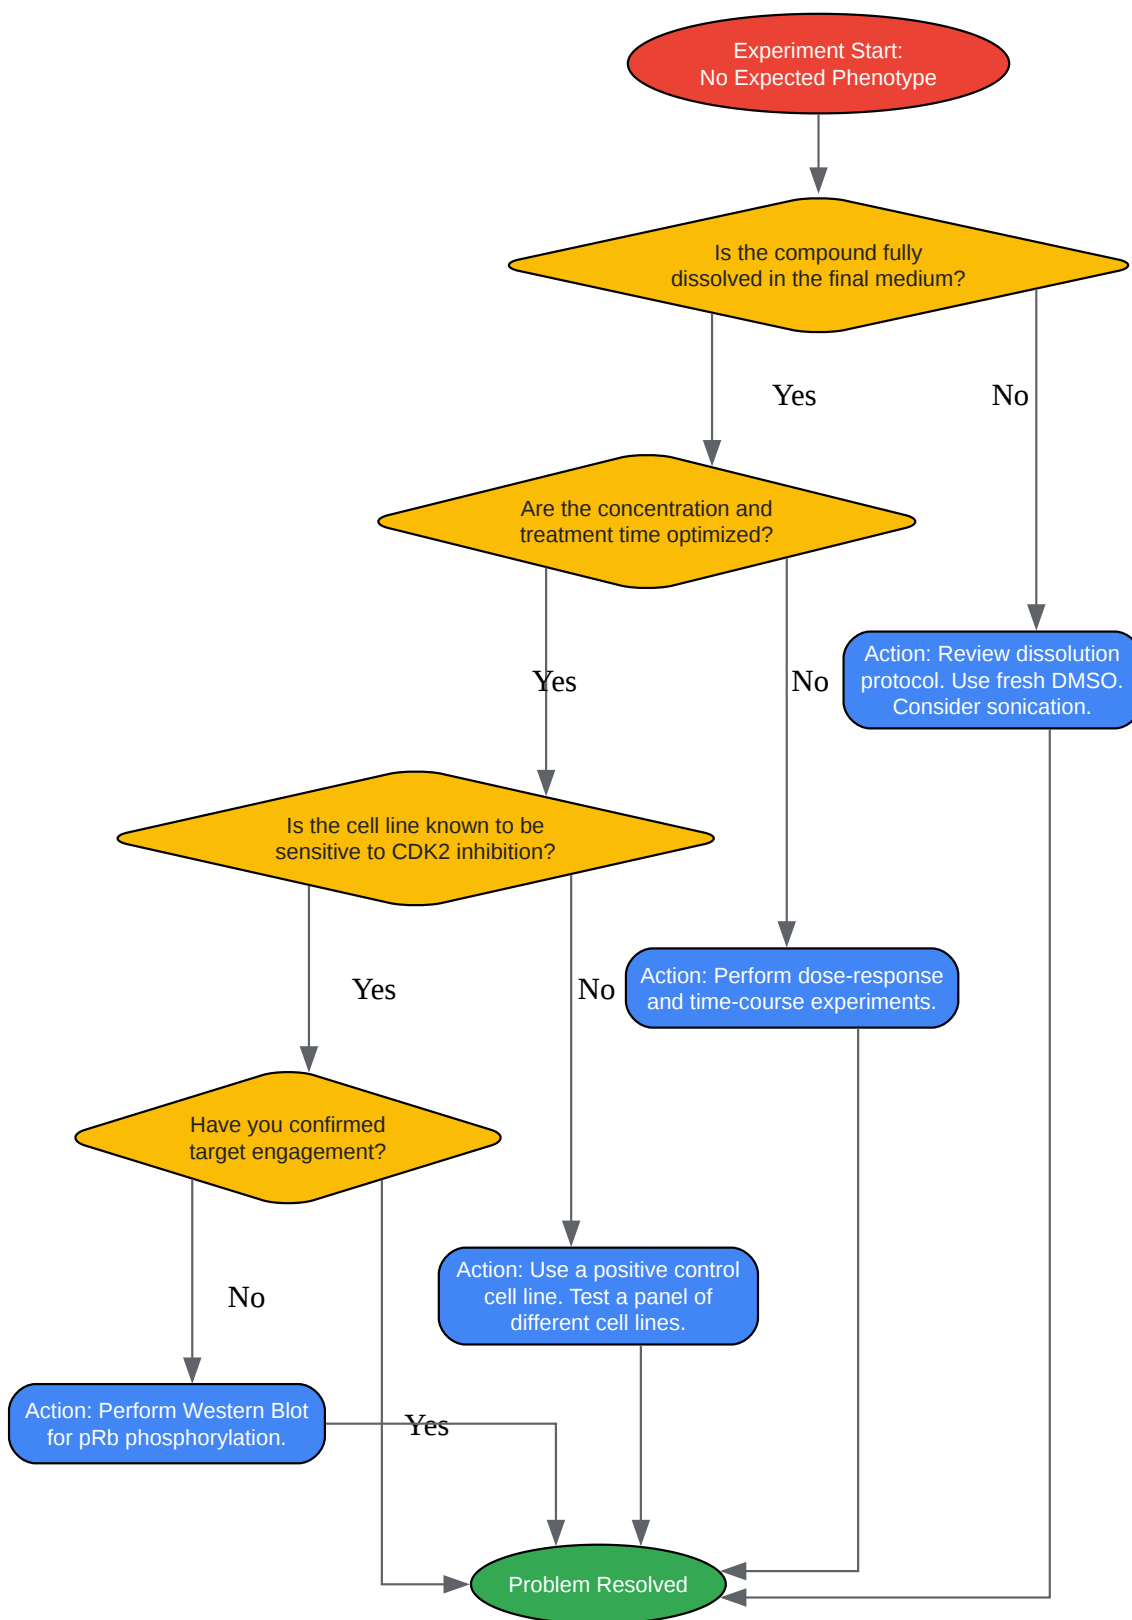 Experiment Start:
No Expected Phenotype
Is the compound fully
dissolved in the final medium?
Yes
No
Are the concentration and
treatment time optimized?
Yes
No
Action: Review dissolution
protocol. Use fresh DMSO.
Consider sonication.
Is the cell line known to be
sensitive to CDK2 inhibition?
Yes
No
Action: Perform dose-response
and time-course experiments.
Have you confirmed
target engagement?
No
Yes
Action: Use a positive control
cell line. Test a panel of
different cell lines.
Action: Perform Western Blot
for pRb phosphorylation.
Problem Resolved